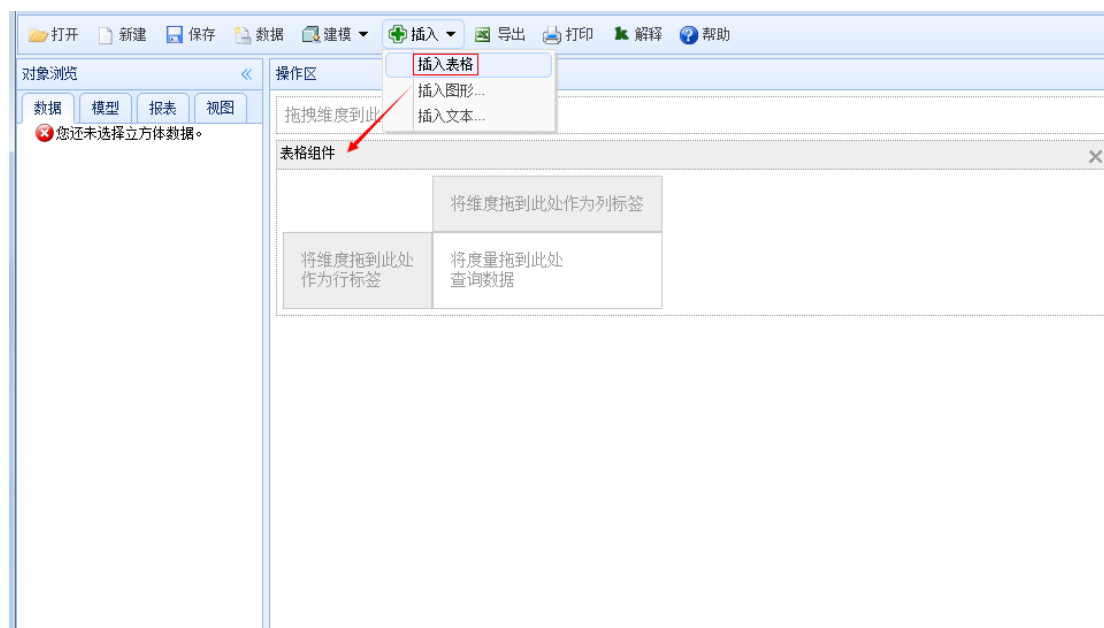 打开 新建 保存 数据 建模 插入 导出 打印 解释 帮助
插入表格
插入图形...
插入文本...
对象浏览
操作区
数据 模型 报表 视图
您还未选择立方体数据。
拖拽维度到此
表格组件
将维度拖到此处作为列标签
将维度拖到此处
作为行标签
将度量拖到此处
查询数据